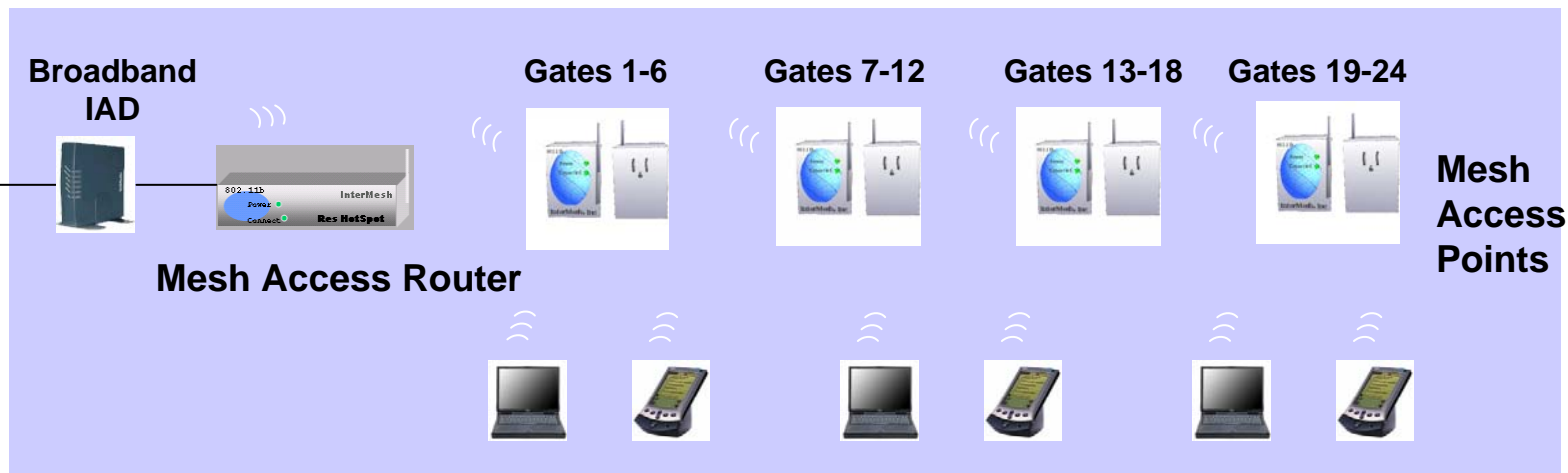 Broadband
IAD
Gates 1-6
Gates 7-12
Gates 13-18
Gates 19-24
802.11b
InterMesh
Power
Connect
Res HotSpot
Mesh
Access
Points
Mesh Access Router